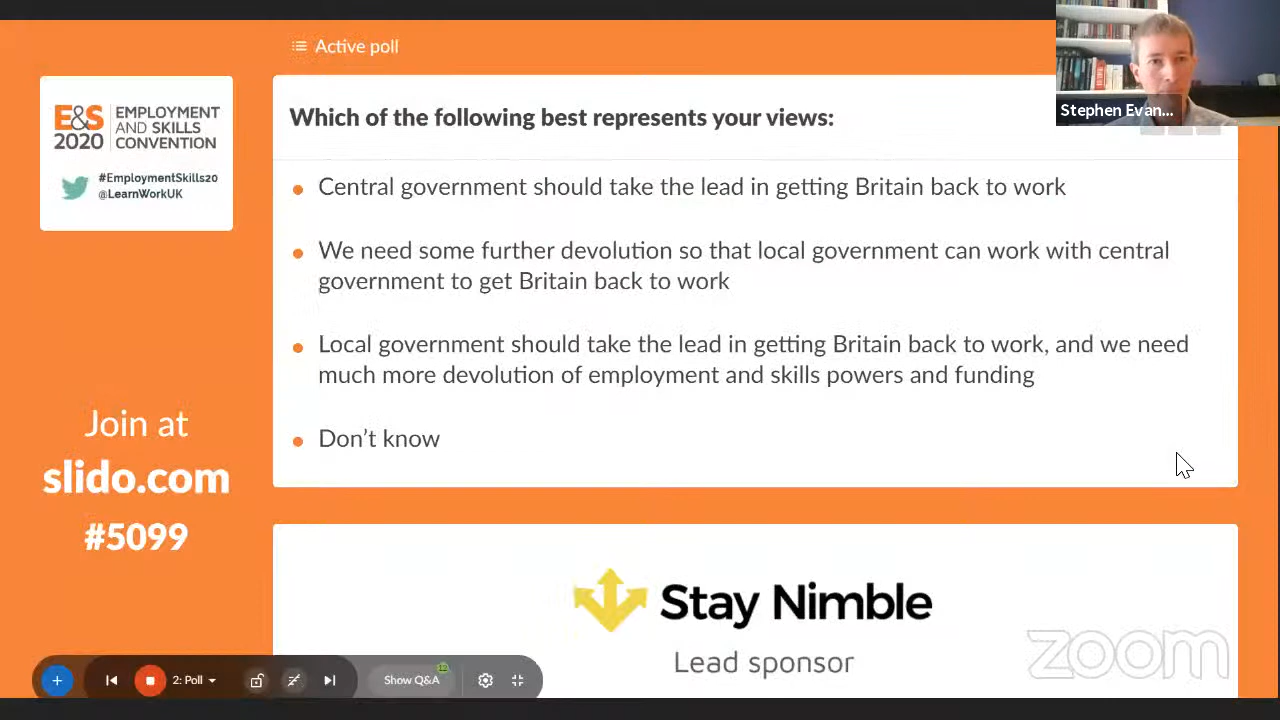 Active poll
Stephen Evan...
E&S
2020
EMPLOYMENT
AND SKILLS
CONVENTION
#EmploymentSkills20
@LearnWorkUK
Which of the following best represents your views:
Central government should take the lead in getting Britain back to work
We need some further devolution so that local government can work with central
government to get Britain back to work
Local government should take the lead in getting Britain back to work, and we need
much more devolution of employment and skills powers and funding
Don't know
Join at
slido.com
#5099
Stay Nimble
Lead sponsor
zoom
2: Poll
Show Q&A
12